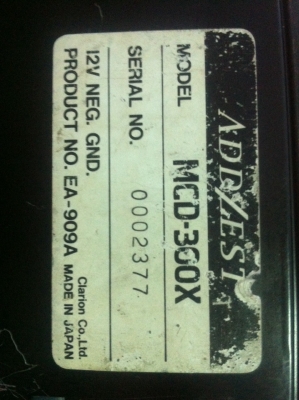 ADDZEST
MODEL MCD-300X
SERIAL NO. 0002377
12V NEG. GND. Clarion Co.,Ltd.
PRODUCT NO. EA-909A MADE IN JAPAN